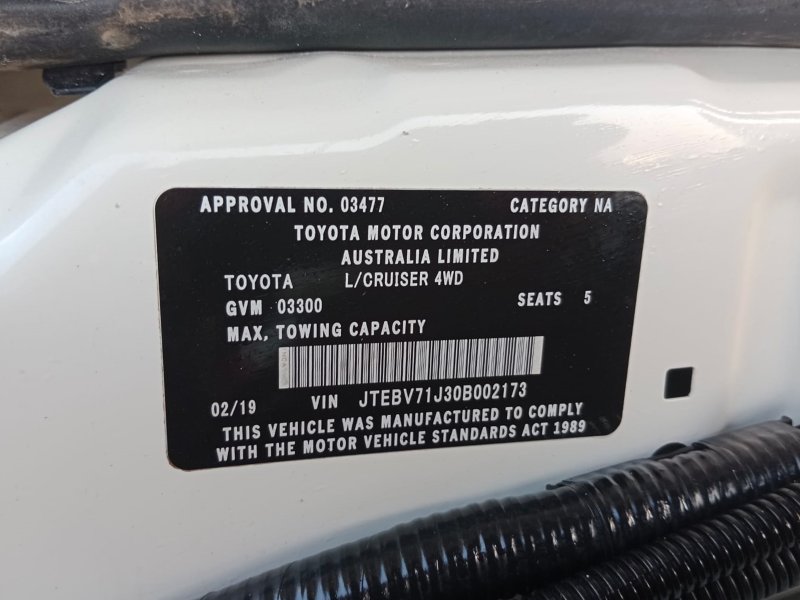 APPROVAL NO. 03477 CATEGORY NA
TOYOTA MOTOR CORPORATION
AUSTRALIA LIMITED
TOYOTA L/CRUISER 4WD
GVM 03300 SEATS 5
MAX, TOWING CAPACITY
02/19 VIN JTEBV71J30B002173
THIS VEHICLE WAS MANUFACTURED TO COMPLY
WITH THE MOTOR VEHICLE STANDARDS ACT 1989